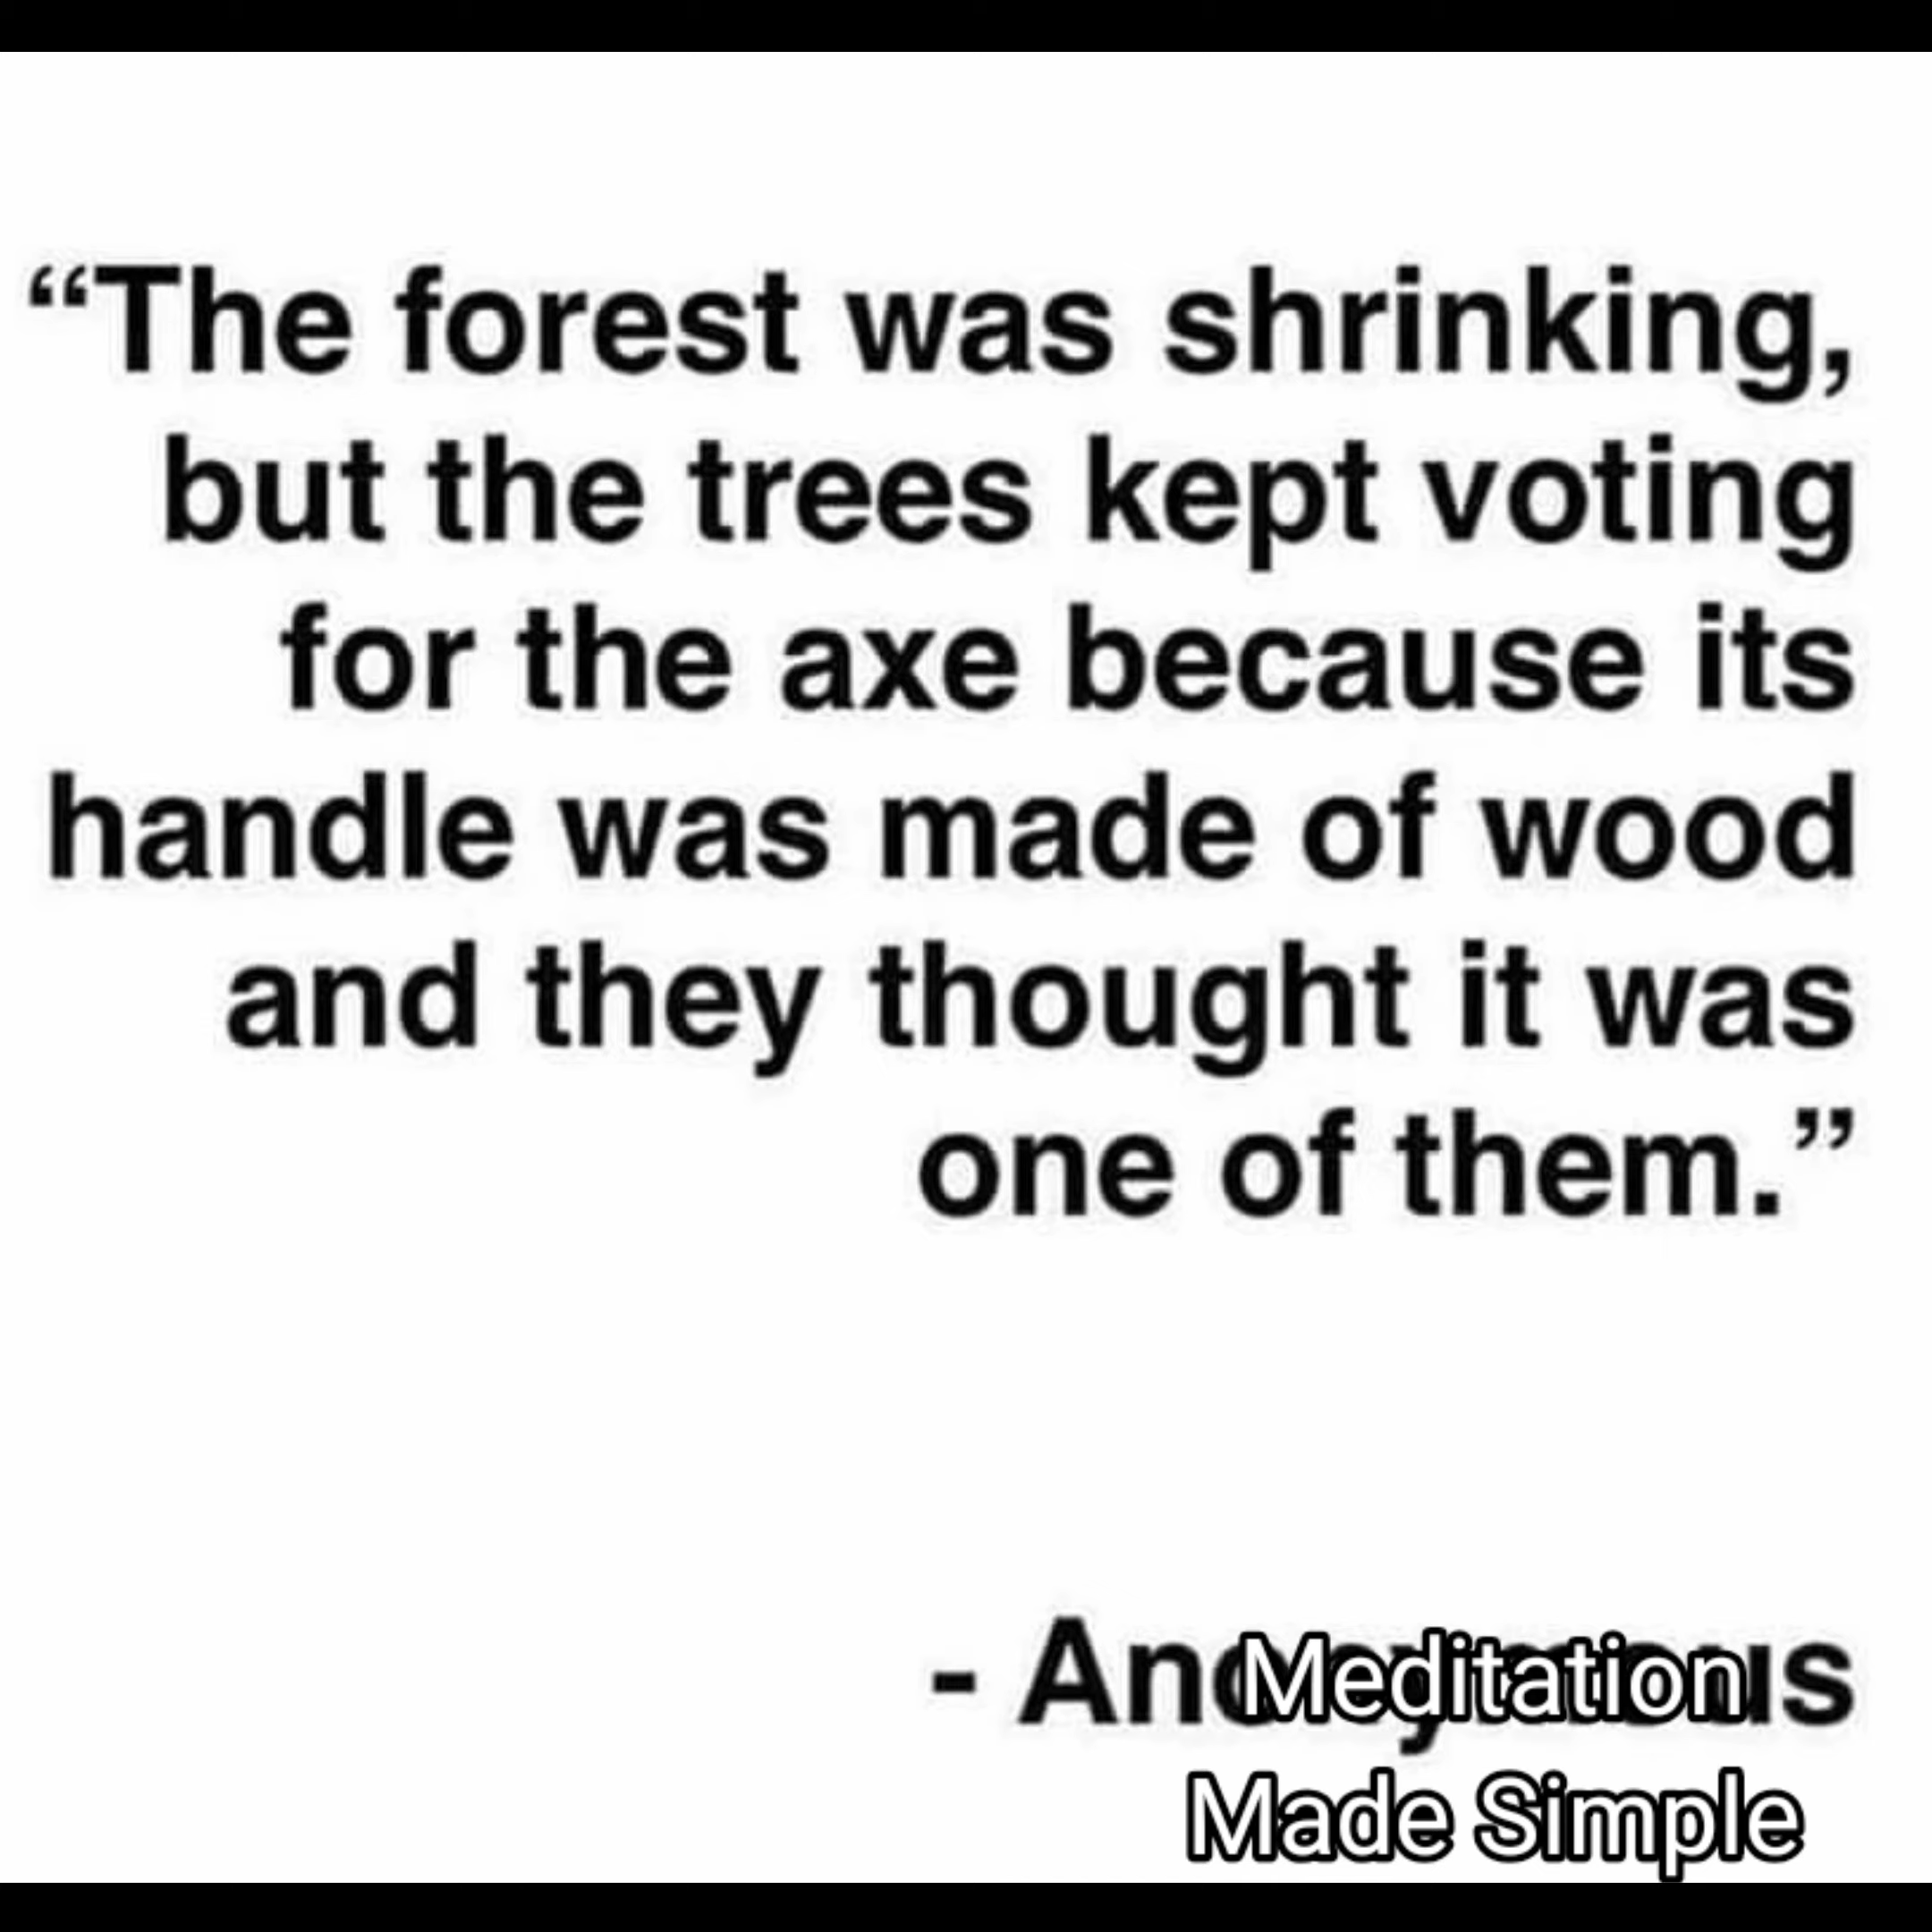 “The forest was shrinking,
but the trees kept voting
for the axe because its
handle was made of wood
and they thought it was
one of them.”
- Anonymous
Meditation
Made Simple